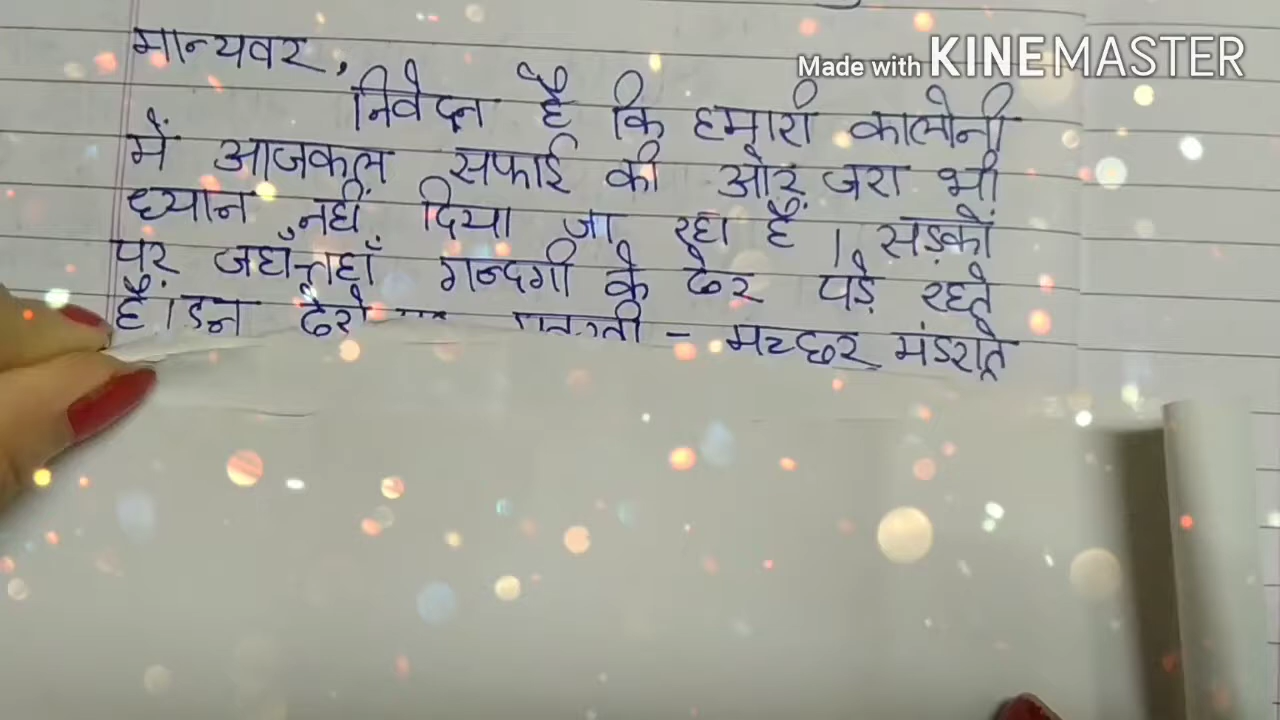 Made with KINEMASTER
मान्यवर,
निवेदन है कि हमारी कालोनी
में आजकल सफाई की ओर जरा भी
ध्यान नहीं दिया जा रहा है । सड़कों
पर जहाँ-तहाँ गन्दगी के ढेर पड़े रहते
हैं । इन ढेरो - मच्छर मंडराते